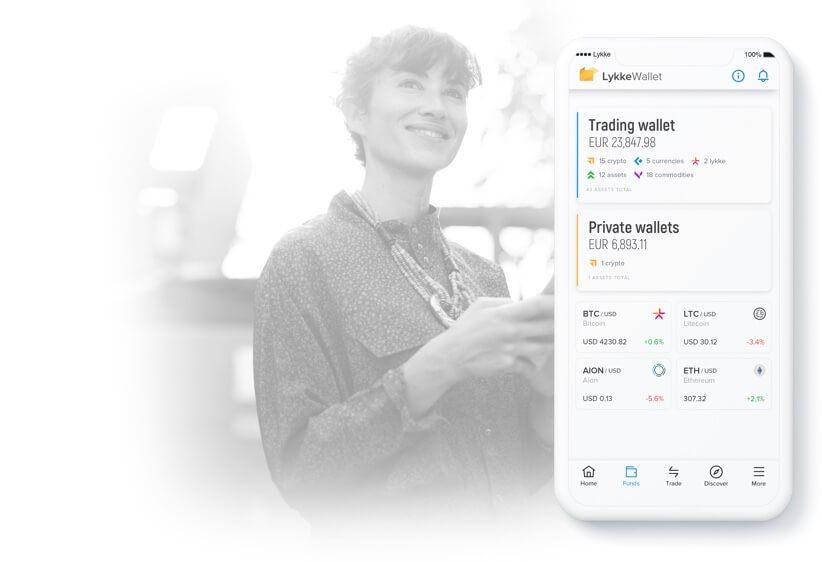 Lykke 100%
LykkeWallet
Trading wallet
EUR 23,847.98
15 crypto 5 currencies 2 lykke
12 assets 18 commodities
43 ASSETS TOTAL
Private wallets
EUR 6,893.11
1 crypto
1 ASSETS TOTAL
BTC / USD LTC / USD
Bitcoin Litecoin
USD 4230.82 +0.6% USD 30.12 -3.4%
AION / USD ETH / USD
Aion Ethereum
USD 0.13 -5.6% 307.32 +2,1%
Home Funsts Trade Discover More